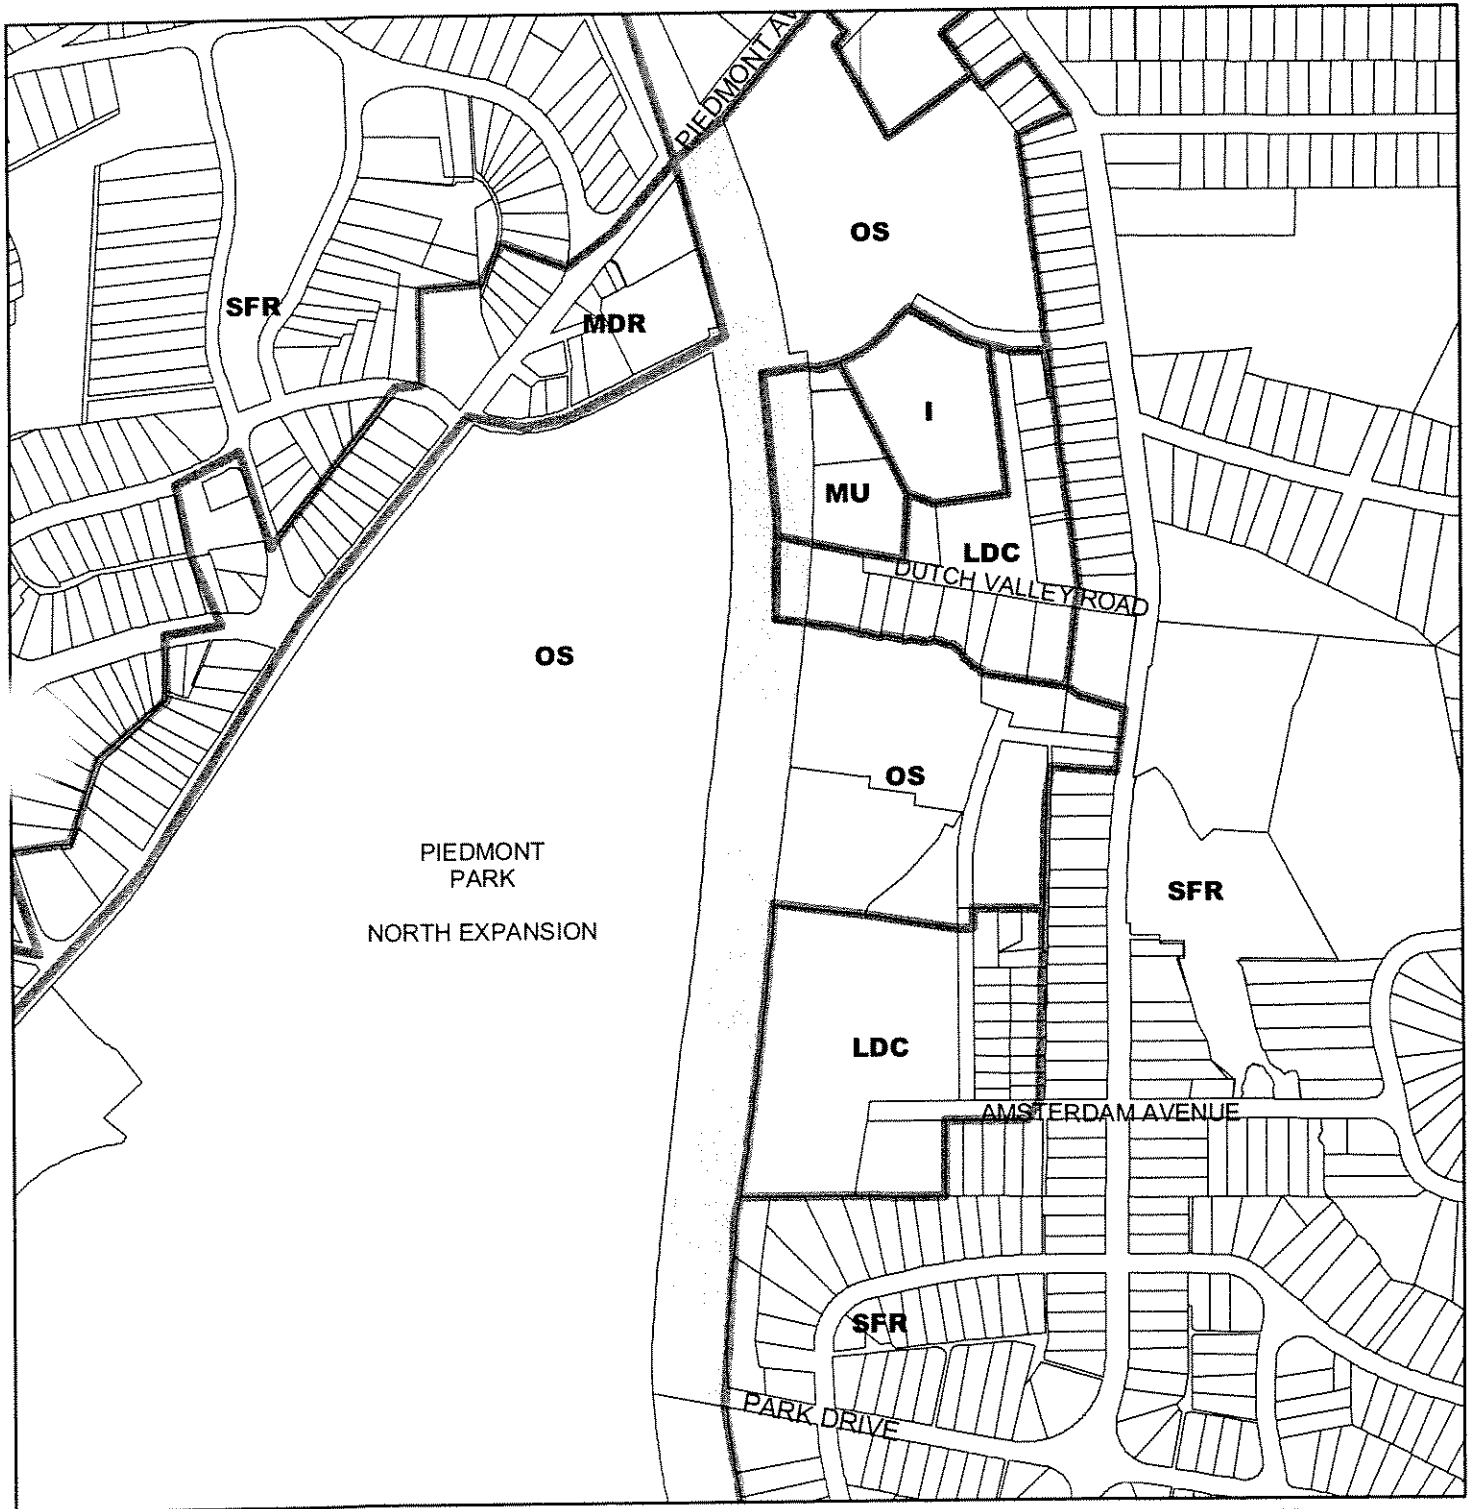 PIEDMONT AV
OS
SFR
MDR
I
MU
LDC
DUTCH VALLEY ROAD
OS
OS
PIEDMONT
PARK
NORTH EXPANSION
SFR
LDC
AMSTERDAM AVENUE
SFR
PARK DRIVE